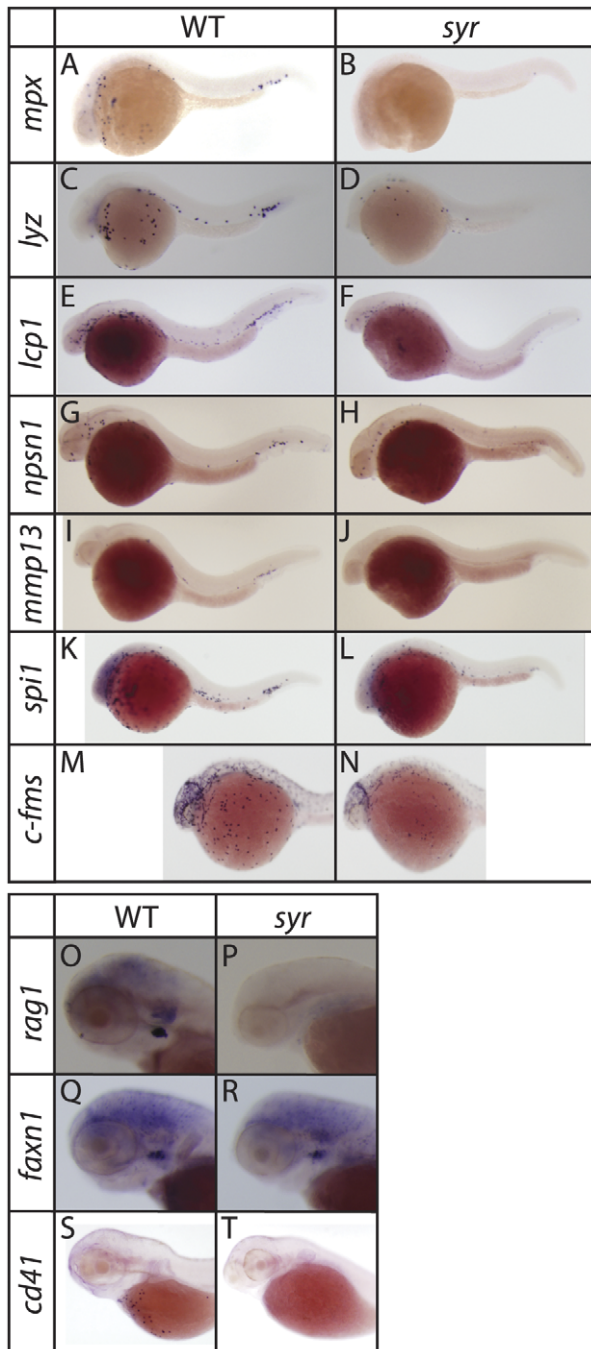 WT syr
mpx A B
lyz C D
lcp1 E F
npsn1 G H
mmp13 I J
spi1 K L
c-fms M N
WT syr
rag1 O P
faxn1 Q R
cd41 S T